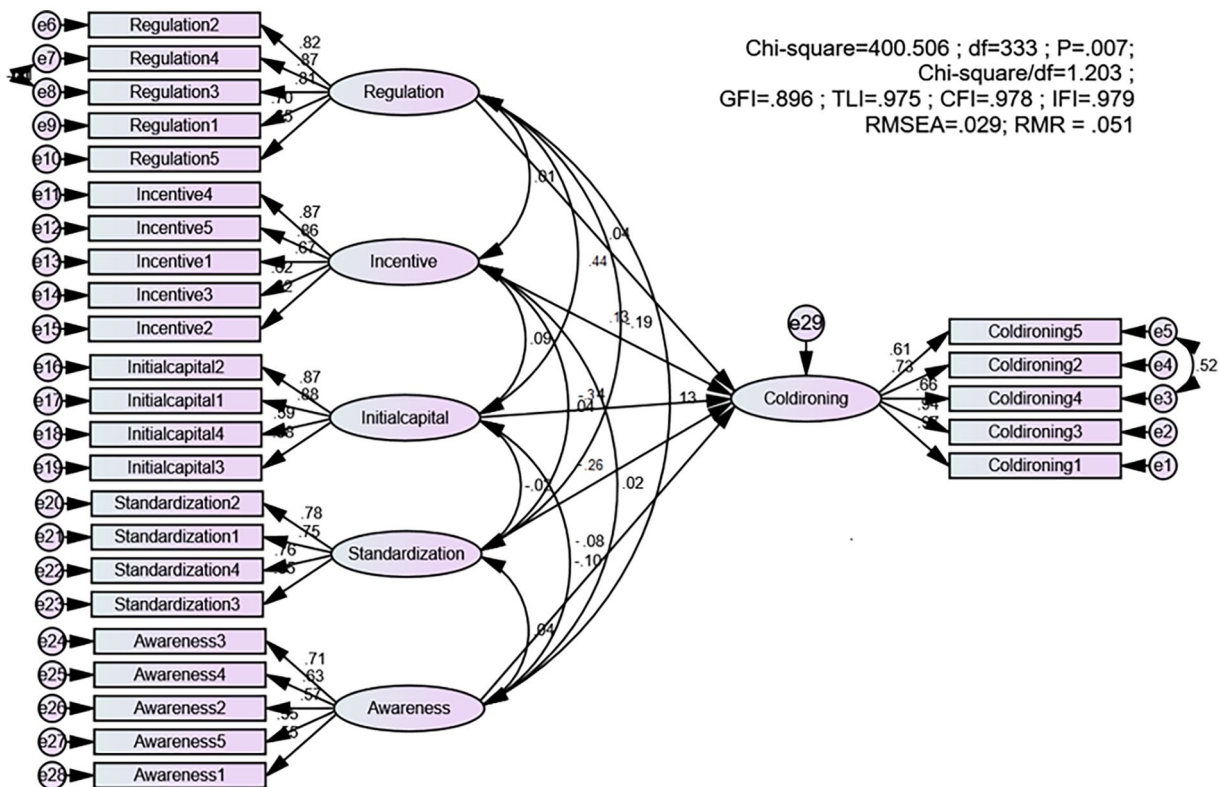 e6 Regulation2
e7 Regulation4
e8 Regulation3
e9 Regulation1
e10 Regulation5
.82
.87
.81
Regulation
e11 Incentive4
e12 Incentive5
e13 Incentive1
e14 Incentive3
e15 Incentive2
.87
.86
.67
Incentive
e16 Initialcapital2
e17 Initialcapital1
e18 Initialcapital4
e19 Initialcapital3
.87
.88
Initialcapital
e20 Standardization2
e21 Standardization1
e22 Standardization4
e23 Standardization3
.78
.75
.76
Standardization
e24 Awareness3
e25 Awareness4
e26 Awareness2
e27 Awareness5
e28 Awareness1
.71
.63
.57
Awareness
.01
.04
.44
.13
-.19
.09
.04
.13
-.26
.02
-.08
-.10
.04
Chi-square=400.506 ; df=333 ; P=.007;
Chi-square/df=1.203 ;
GFI=.896 ; TLI=.975 ; CFI=.978 ; IFI=.979
RMSEA=.029; RMR = .051
e29
Coldironing
.61
.73
.66
.94
Coldironing5 e5
Coldironing2 e4
Coldironing4 e3
Coldironing3 e2
Coldironing1 e1
.52